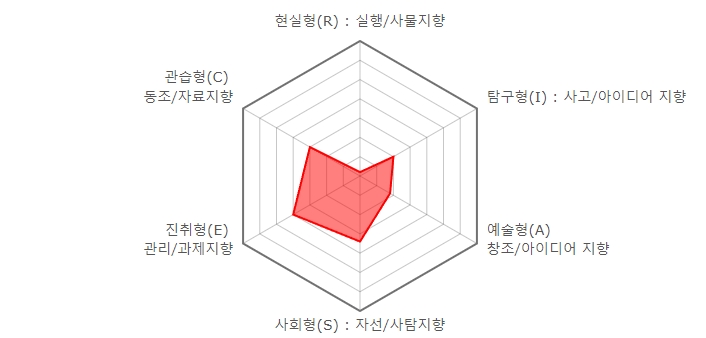 현실형(R) : 실행/사물지향
관습형(C)
동조/자료지향
탐구형(I) : 사고/아이디어 지향
진취형(E)
관리/과제지향
예술형(A)
창조/아이디어 지향
사회형(S) : 자선/사탐지향